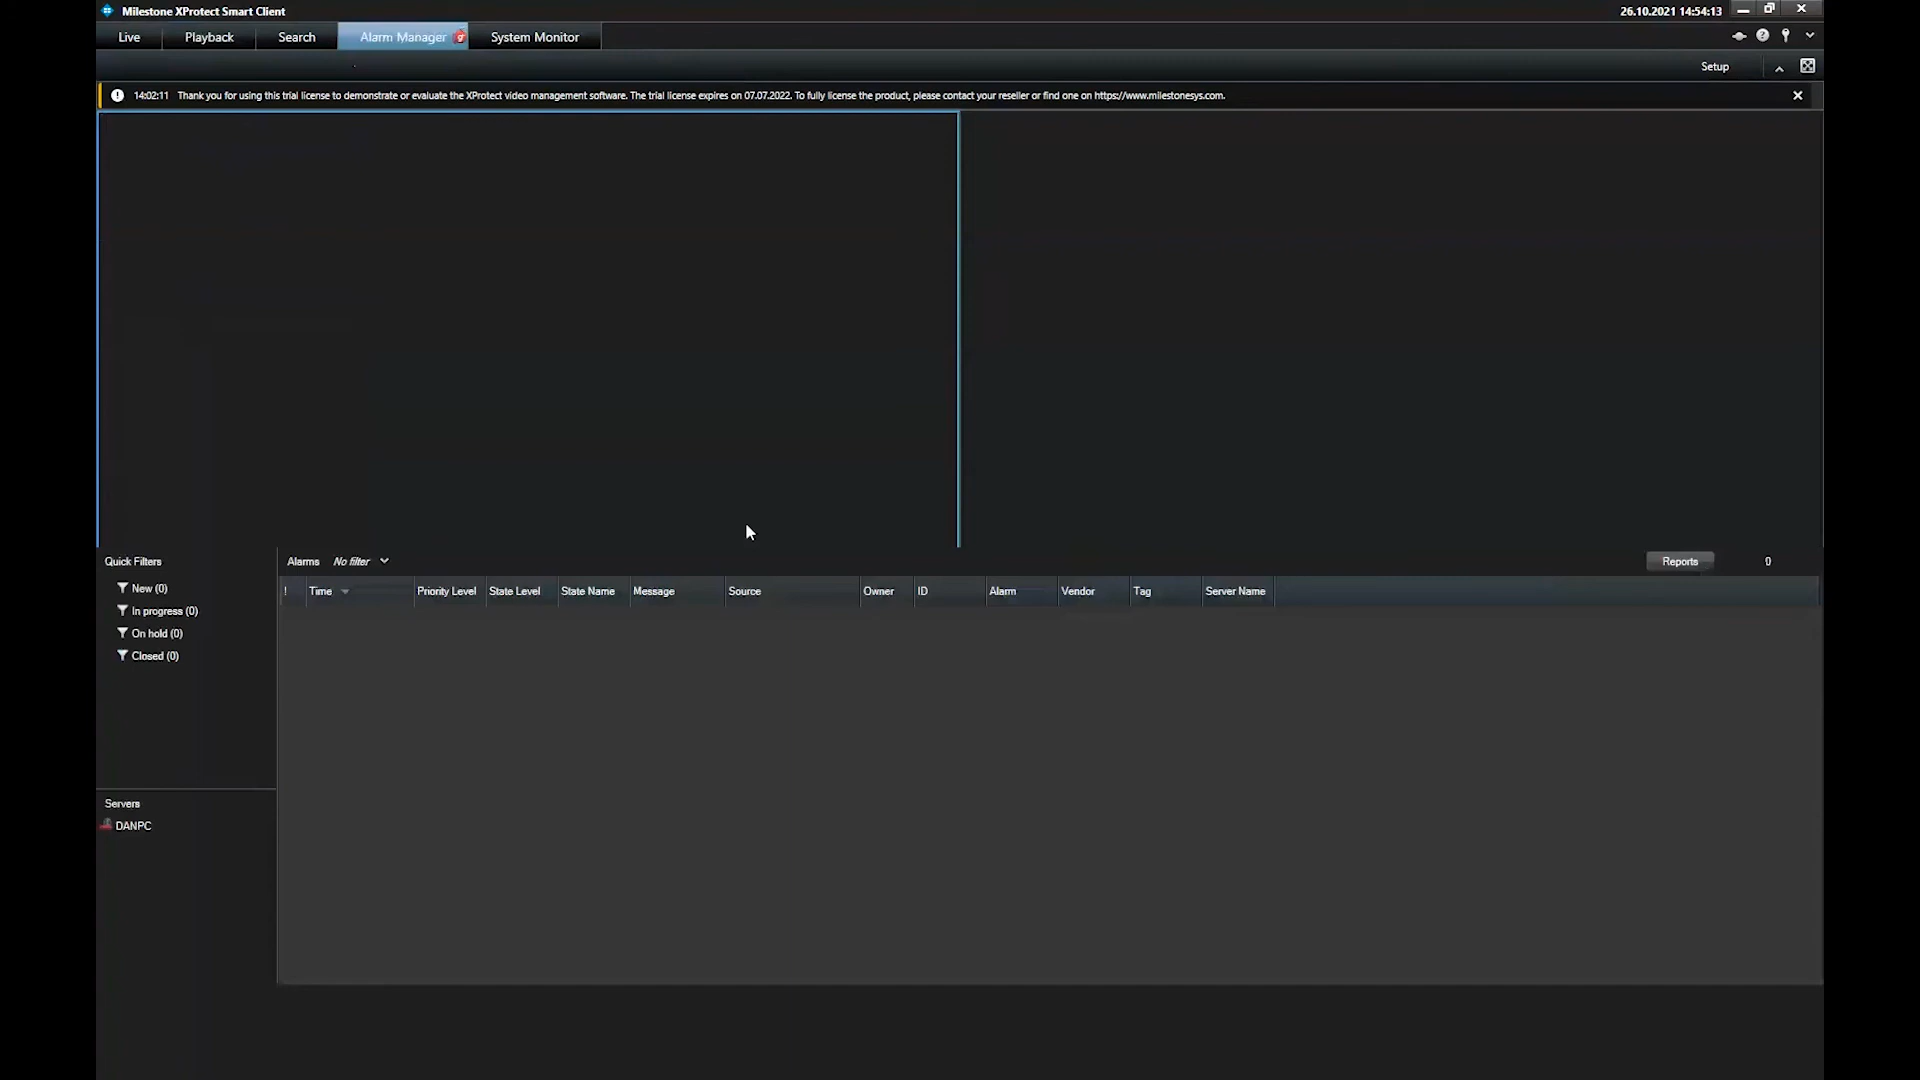 Milestone XProtect Smart Client
26.10.2021 14:54:13
Live
Playback
Search
Alarm Manager
System Monitor
Setup
14:02:11 Thank you for using this trial license to demonstrate or evaluate the XProtect video management software. The trial license expires on 07.07.2022. To fully license the product, please contact your reseller or find one on https://www.milestonesys.com.
Quick Filters
New (0)
In progress (0)
On hold (0)
Closed (0)
Servers
DANPC
Alarms No filter
Reports
0
! Time Priority Level State Level State Name Message Source Owner ID Alarm Vendor Tag Server Name